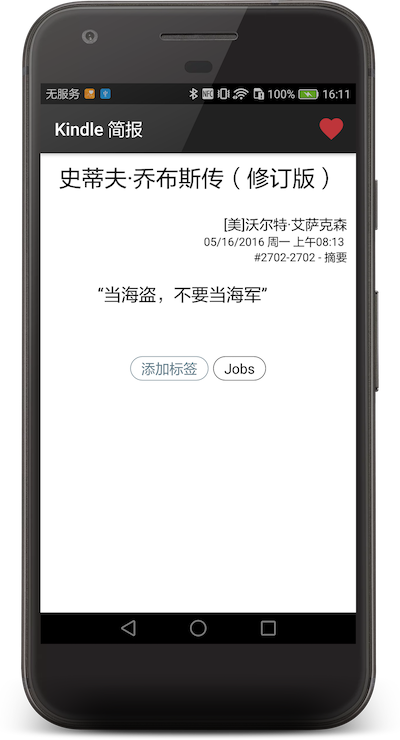 无服务 100% 16:11
Kindle 简报
史蒂夫·乔布斯传（修订版）
[美]沃尔特·艾萨克森
05/16/2016 周一 上午08:13
#2702-2702 - 摘要
“当海盗，不要当海军”
添加标签 Jobs